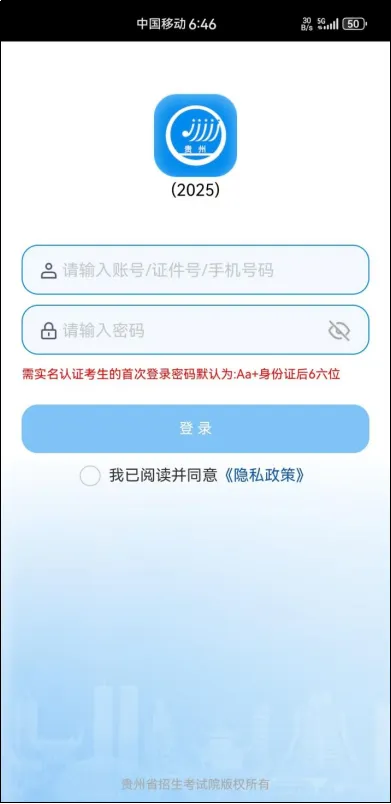 中国移动 6:46
30 B/s 5G 50
贵州
(2025)
请输入账号/证件号/手机号码
请输入密码
需实名认证考生的首次登录密码默认为:Aa+身份证后6六位
登 录
我已阅读并同意《隐私政策》
贵州省招生考试院版权所有